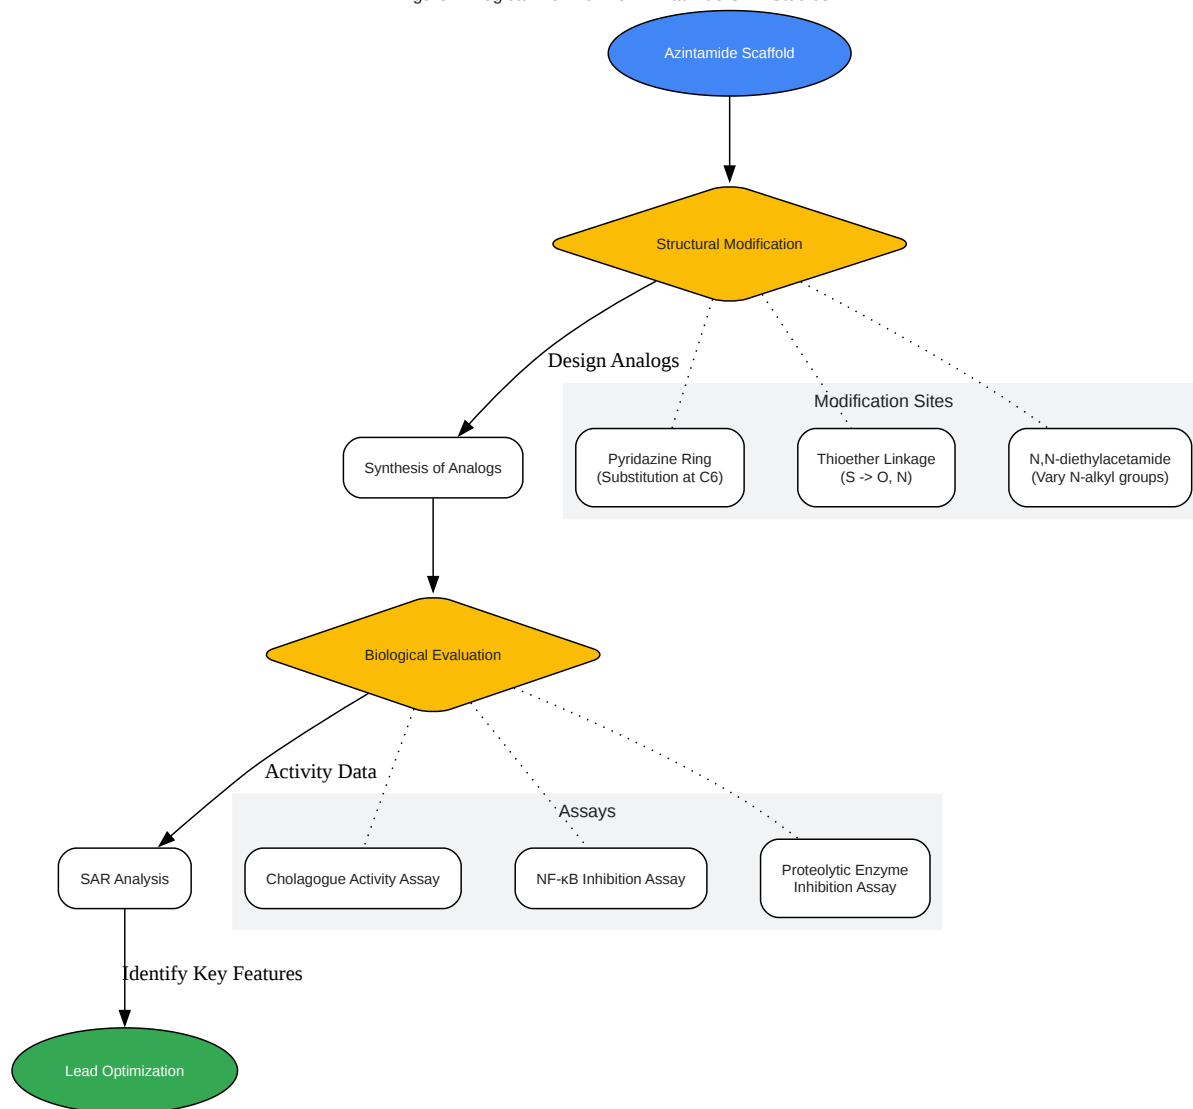 Azintamide Scaffold
Structural Modification
Design Analogs
Modification Sites
Pyridazine Ring
(Substitution at C6)
Thioether Linkage
(S -> O, N)
N,N-diethylacetamide
(Vary N-alkyl groups)
Synthesis of Analogs
Biological Evaluation
Activity Data
Assays
SAR Analysis
Cholagogue Activity Assay
NF-κB Inhibition Assay
Proteolytic Enzyme
Inhibition Assay
Identify Key Features
Lead Optimization